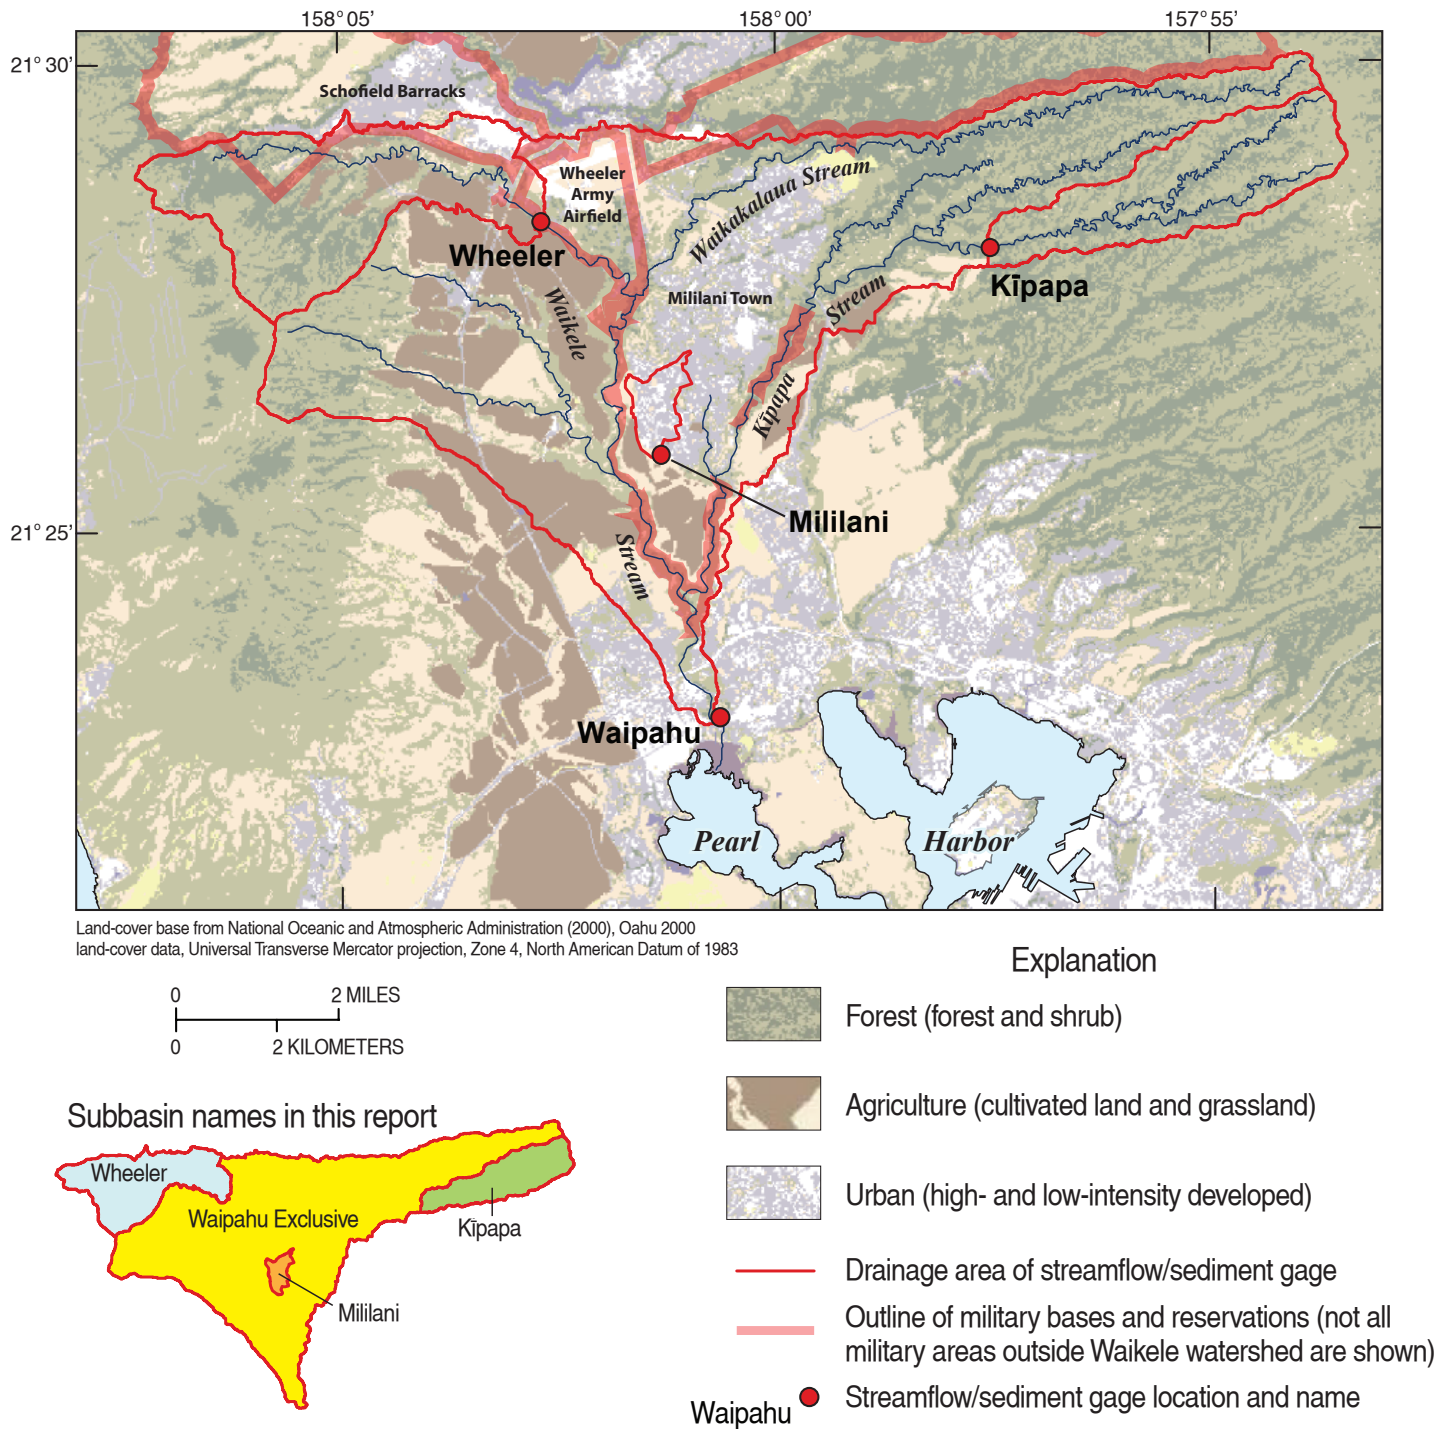 158°05'
158°00'
157°55'
21°30'
Schofield Barracks
Wheeler
Army
Airfield
Waikakalaua Stream
Wheeler
Kīpapa
Mililani Town
Stream
Waikele
Kīpapa
Mililani
21°25'
Stream
Waipahu
Pearl
Harbor
Land-cover base from National Oceanic and Atmospheric Administration (2000), Oahu 2000
land-cover data, Universal Transverse Mercator projection, Zone 4, North American Datum of 1983
0 2 MILES
0 2 KILOMETERS
Subbasin names in this report
Wheeler
Waipahu Exclusive
Kīpapa
Mililani
Explanation
Forest (forest and shrub)
Agriculture (cultivated land and grassland)
Urban (high- and low-intensity developed)
Drainage area of streamflow/sediment gage
Outline of military bases and reservations (not all
military areas outside Waikele watershed are shown)
Waipahu
Streamflow/sediment gage location and name